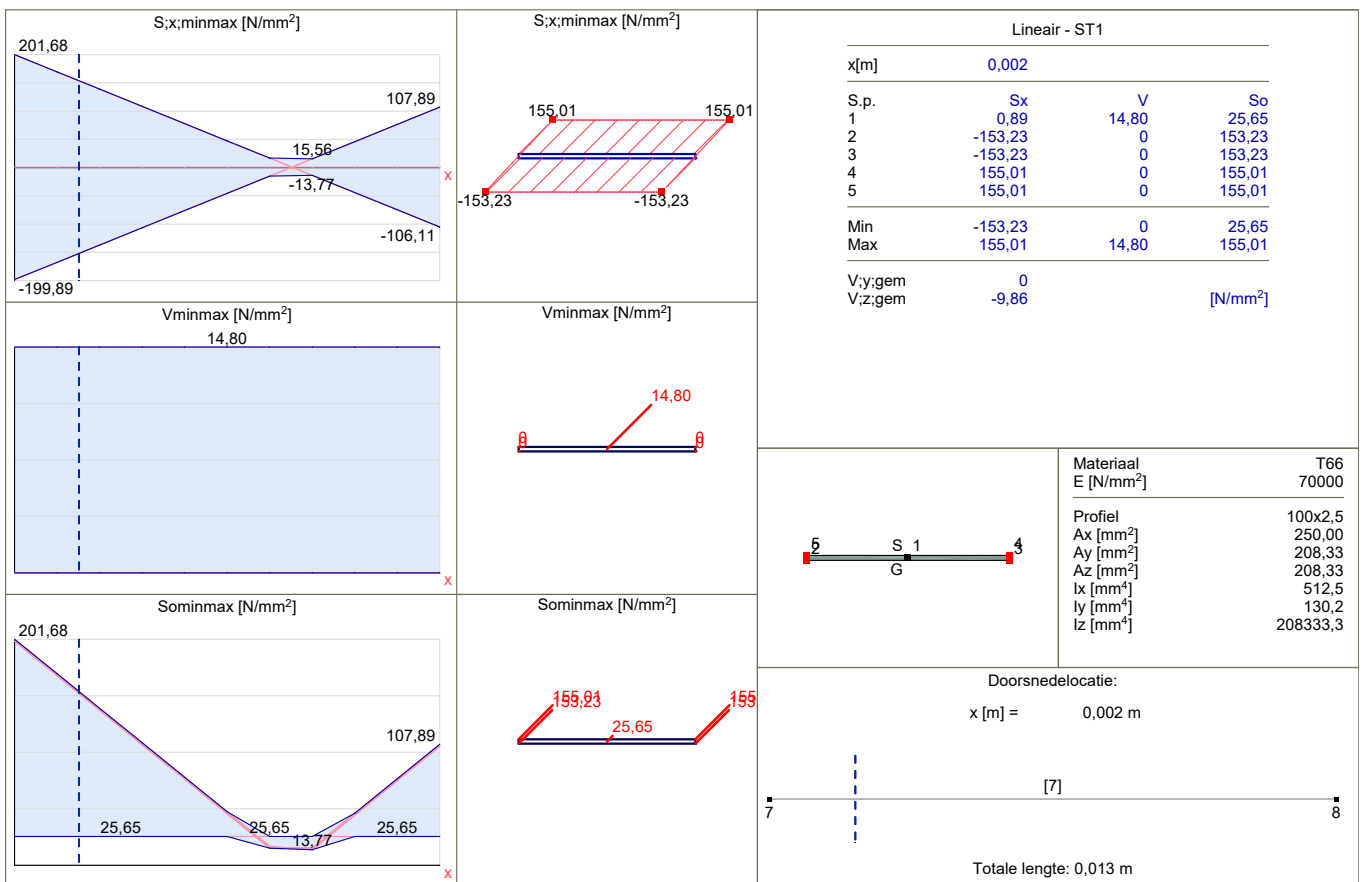 S;x;minmax [N/mm²]
201,68
107,89
15,56
-13,77
x
-106,11
-199,89
S;x;minmax [N/mm²]
155,01 155,01
-153,23 -153,23
Lineair - ST1
x[m] 0,002
S.p. Sx V So
1 0,89 14,80 25,65
2 -153,23 0 153,23
3 -153,23 0 153,23
4 155,01 0 155,01
5 155,01 0 155,01
Min -153,23 0 25,65
Max 155,01 14,80 155,01
V;y;gem 0
V;z;gem -9,86 [N/mm²]
Vminmax [N/mm²]
14,80
x
Vminmax [N/mm²]
14,80
0 0
0 0
5 S 1 4
2 G 3
Materiaal T66
E [N/mm²] 70000
Profiel 100x2,5
Ax [mm²] 250,00
Ay [mm²] 208,33
Az [mm²] 208,33
Ix [mm⁴] 512,5
Iy [mm⁴] 130,2
Iz [mm⁴] 208333,3
Sominmax [N/mm²]
201,68
107,89
25,65 25,65 25,65
13,77
x
Sominmax [N/mm²]
155,01 155
153,23 153,
25,65
Doorsnedelocatie:
x [m] = 0,002 m
[7]
7 8
Totale lengte: 0,013 m